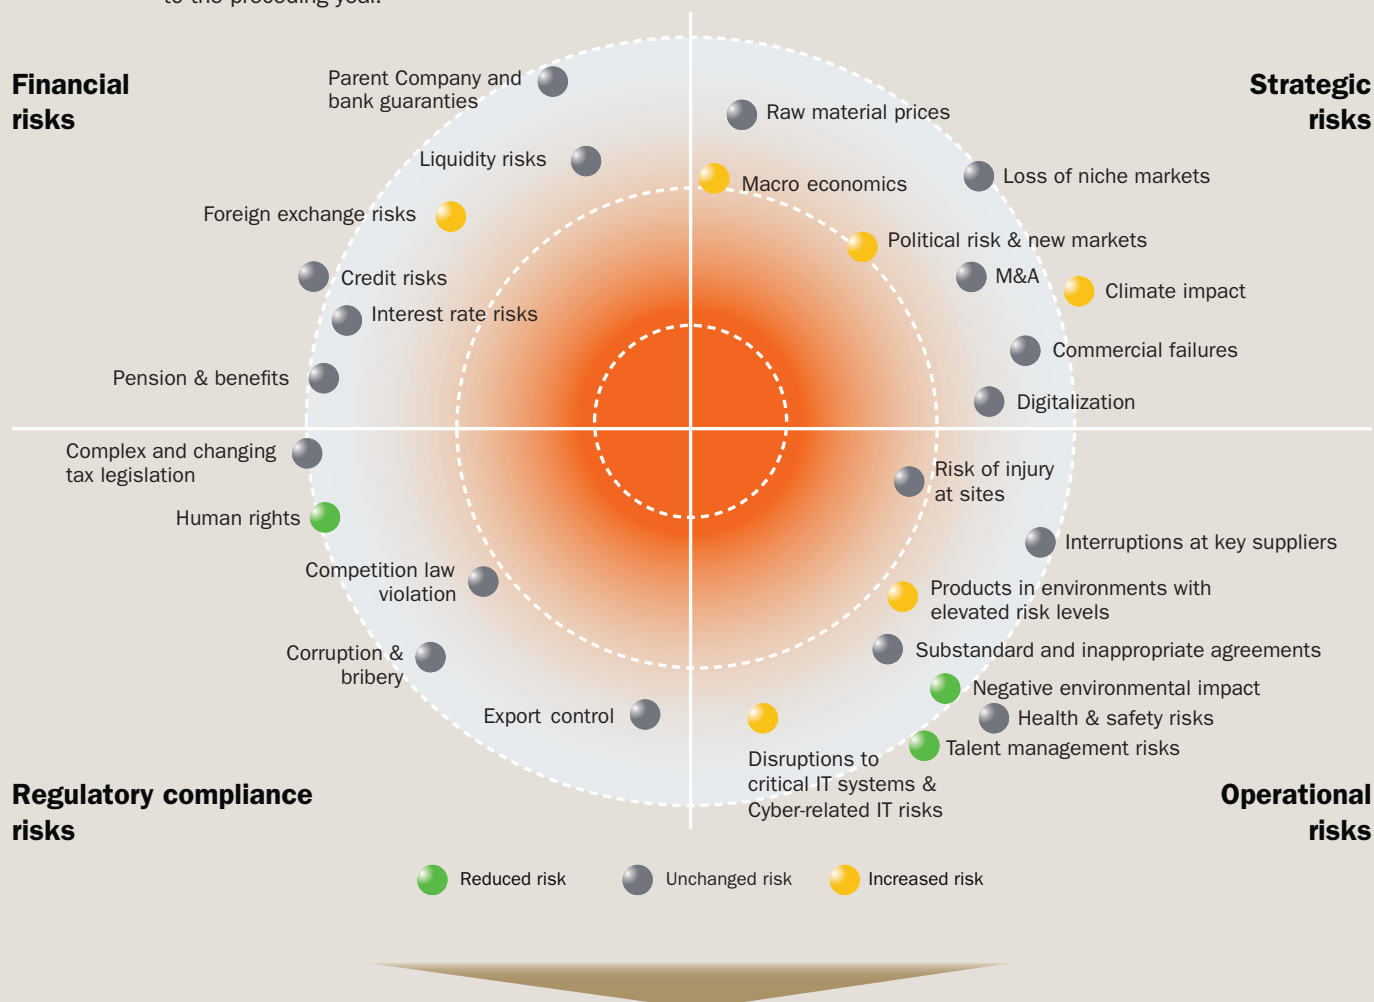 to the preceding year.
Financial
risks
Strategic
risks
Parent Company and
bank guaranties
Liquidity risks
Foreign exchange risks
Credit risks
Interest rate risks
Pension & benefits
Raw material prices
Macro economics
Loss of niche markets
Political risk & new markets
M&A
Climate impact
Commercial failures
Digitalization
Complex and changing
tax legislation
Human rights
Competition law
violation
Corruption &
bribery
Export control
Risk of injury
at sites
Interruptions at key suppliers
Products in environments with
elevated risk levels
Substandard and inappropriate agreements
Negative environmental impact
Health & safety risks
Talent management risks
Disruptions to
critical IT systems &
Cyber-related IT risks
Regulatory compliance
risks
Operational
risks
Reduced risk
Unchanged risk
Increased risk